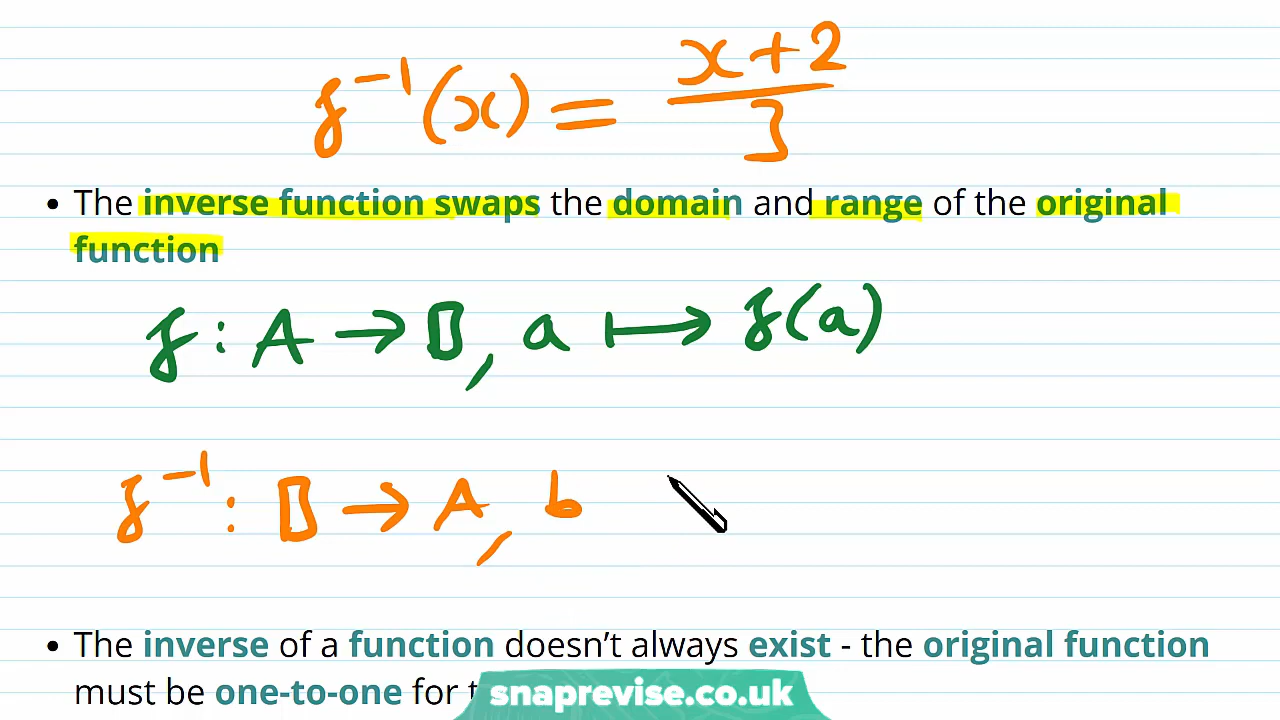 f⁻¹(x) = (x+2)/3
• The inverse function swaps the domain and range of the original
function
f : A → B, a ↦ f(a)
f⁻¹ : B → A, b
• The inverse of a function doesn’t always exist - the original function
must be one-to-one for t
snaprevise.co.uk